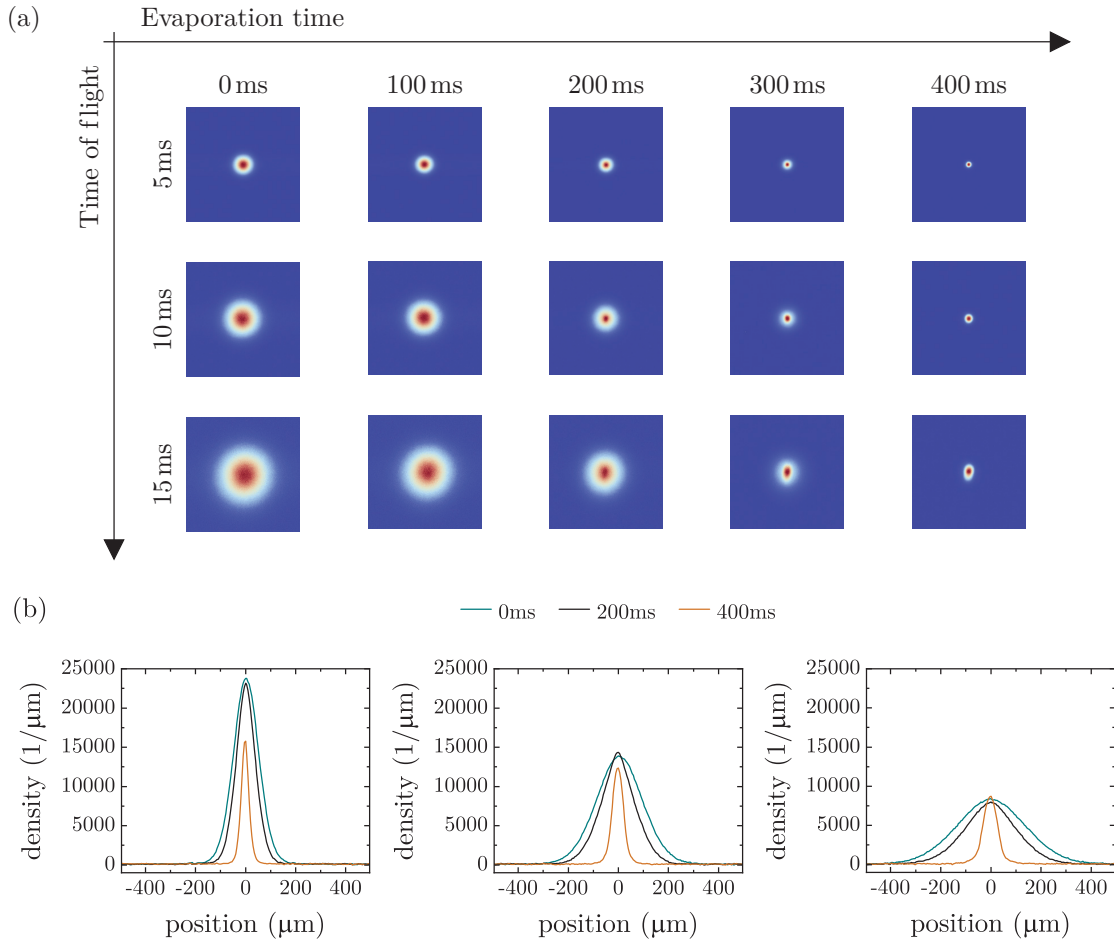 (a)
Evaporation time
Time of flight
0 ms 100 ms 200 ms 300 ms 400 ms
5 ms
10 ms
15 ms
(b)
0ms 200ms 400ms
density (1/μm)
25000
20000
15000
10000
5000
0
-400 -200 0 200 400
position (μm)
density (1/μm)
25000
20000
15000
10000
5000
0
-400 -200 0 200 400
position (μm)
density (1/μm)
25000
20000
15000
10000
5000
0
-400 -200 0 200 400
position (μm)